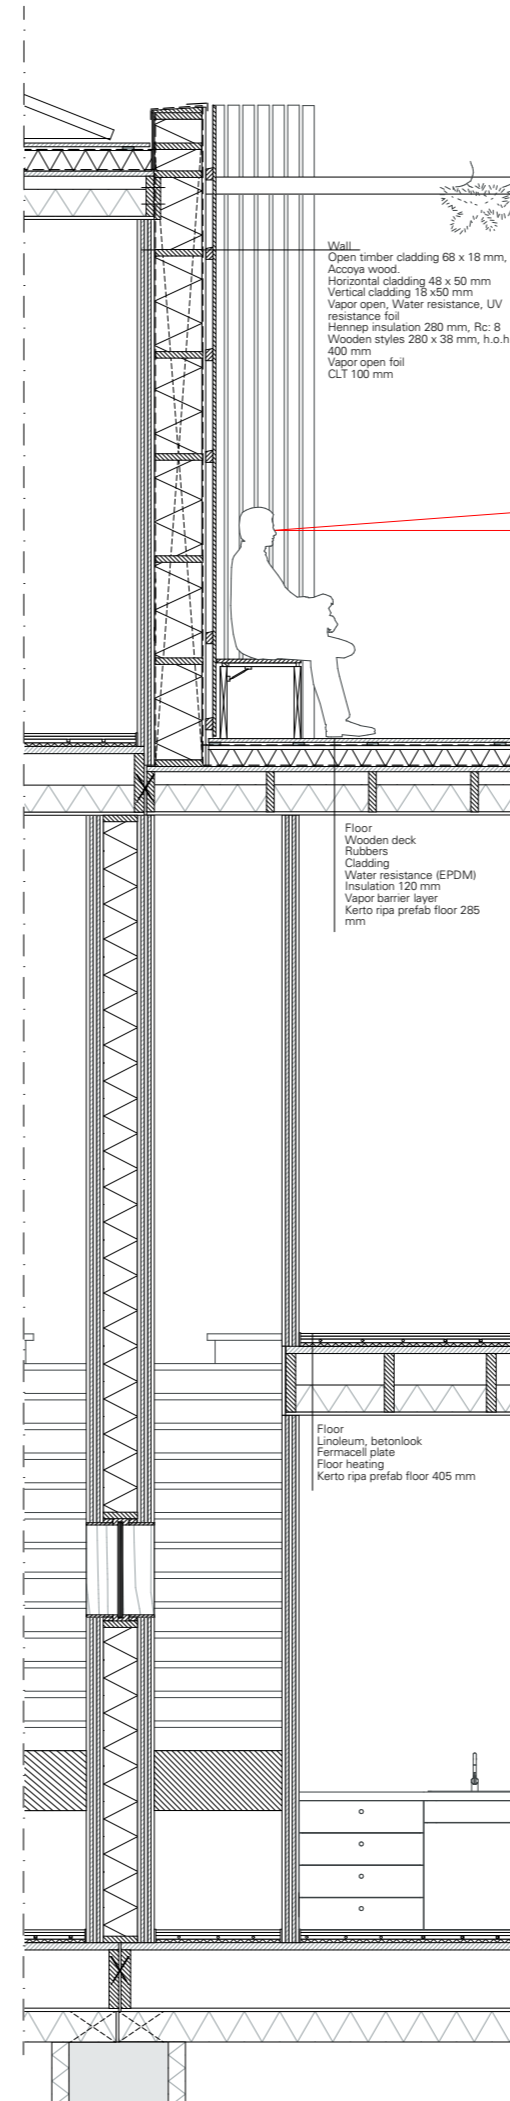 Wall
Open timber cladding 68 x 18 mm,
Accoya wood.
Horizontal cladding 48 x 50 mm
Vertical cladding 18 x50 mm
Vapor open, Water resistance, UV
resistance foil
Hennep insulation 280 mm, Rc: 8
Wooden styles 280 x 38 mm, h.o.h
400 mm
Vapor open foil
CLT 100 mm
Floor
Wooden deck
Rubbers
Cladding
Water resistance (EPDM)
Insulation 120 mm
Vapor barrier layer
Kerto ripa prefab floor 285
mm
Floor
Linoleum, betonlook
Fermacell plate
Floor heating
Kerto ripa prefab floor 405 mm